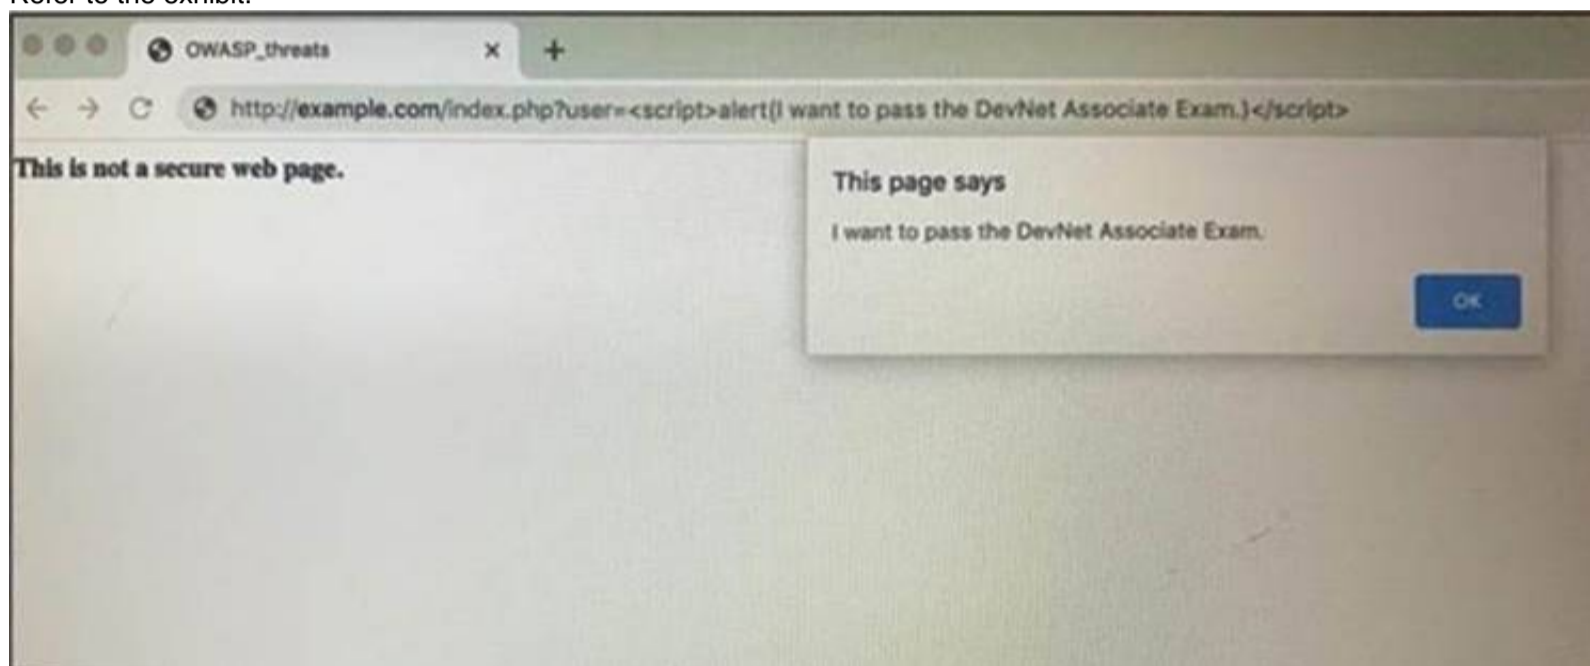 Refer to the exhibit.
OWASP_threats
http://example.com/index.php?user=<script>alert(I want to pass the DevNet Associate Exam.)</script>
This is not a secure web page.
This page says
I want to pass the DevNet Associate Exam.
OK